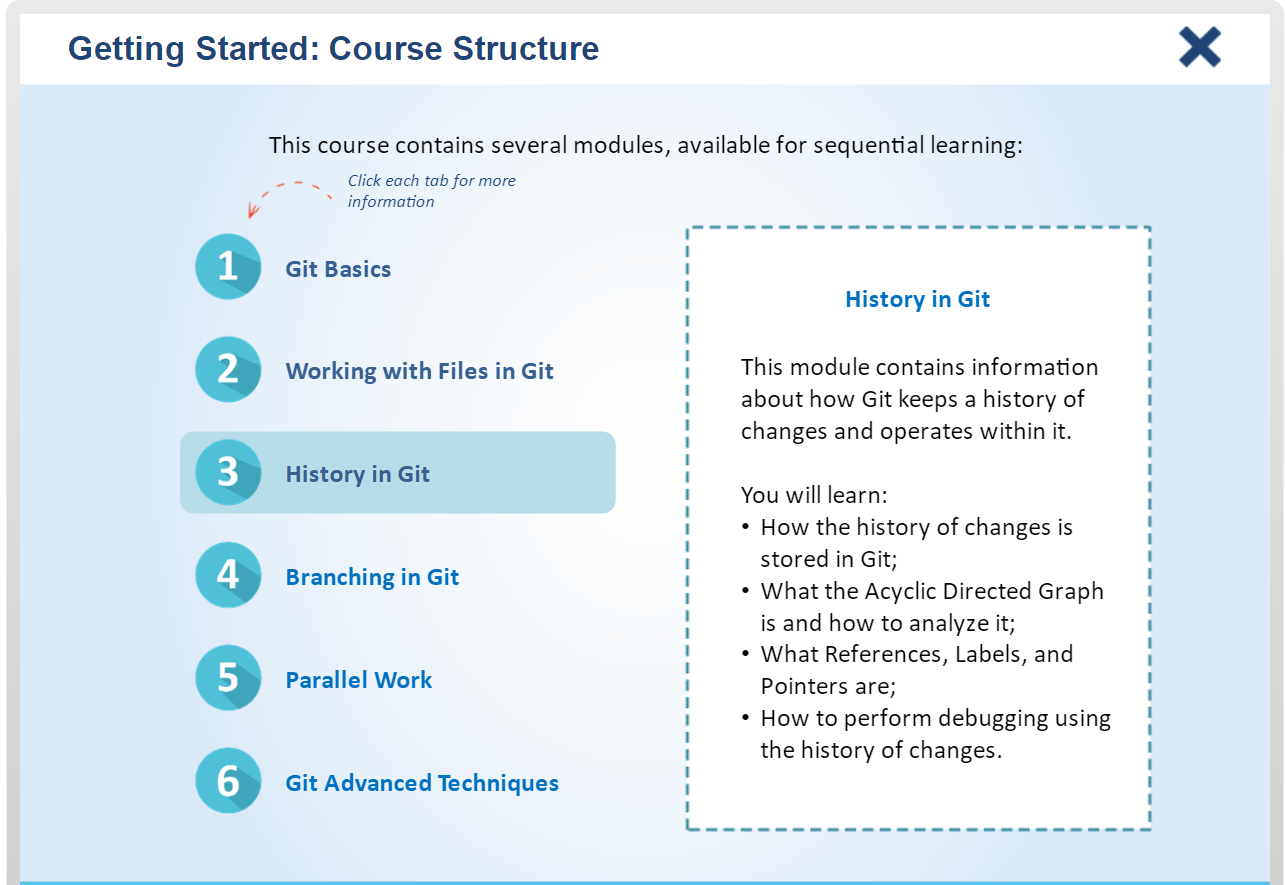 Getting Started: Course Structure
This course contains several modules, available for sequential learning:
Click each tab for more
information
1
Git Basics
2
Working with Files in Git
3
History in Git
4
Branching in Git
5
Parallel Work
6
Git Advanced Techniques
History in Git
This module contains information
about how Git keeps a history of
changes and operates within it.
You will learn:
• How the history of changes is
stored in Git;
• What the Acyclic Directed Graph
is and how to analyze it;
• What References, Labels, and
Pointers are;
• How to perform debugging using
the history of changes.